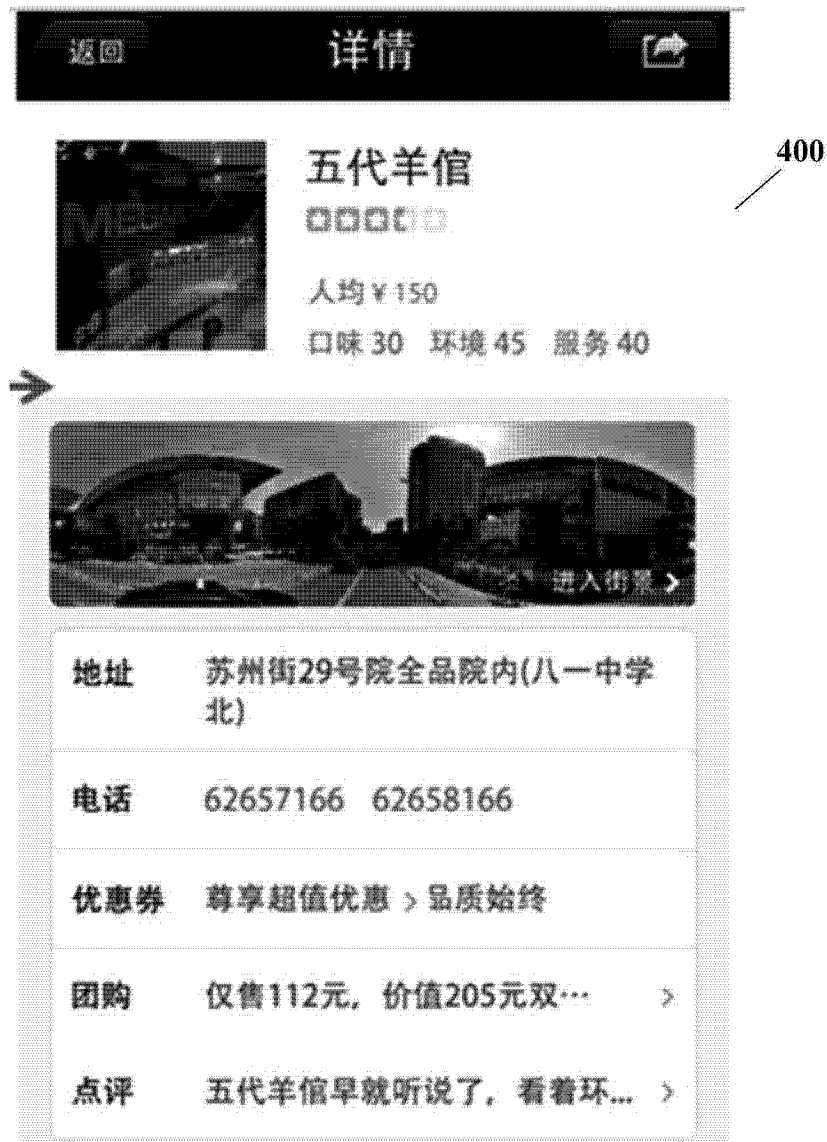 返回 详情
400
五代羊倌
人均 ¥ 150
口味 30 环境 45 服务 40
进入街景
地址 苏州街29号院全品院内(八一中学
北)
电话 62657166 62658166
优惠券 尊享超值优惠 > 品质始终
团购 仅售112元，价值205元双… >
点评 五代羊倌早就听说了，看着环... >